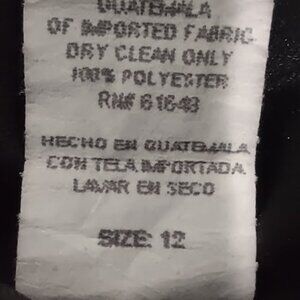 GUATEMALA
OF IMPORTED FABRIC
DRY CLEAN ONLY
100% POLYESTER
RN# 61643
HECHO EN GUATEMALA
CON TELA IMPORTADA
LAVAR EN SECO
SIZE: 12